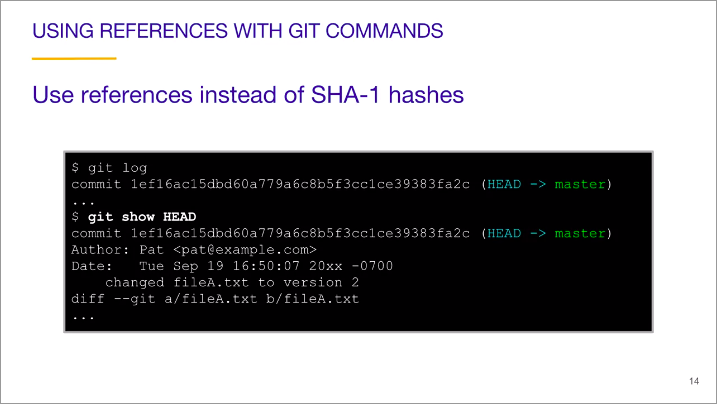 USING REFERENCES WITH GIT COMMANDS
Use references instead of SHA-1 hashes
$ git log
commit 1ef16ac15dbd60a779a6c8b5f3cc1ce39383fa2c (HEAD -> master)
...
$ git show HEAD
commit 1ef16ac15dbd60a779a6c8b5f3cc1ce39383fa2c (HEAD -> master)
Author: Pat <pat@example.com>
Date:   Tue Sep 19 16:50:07 20xx -0700
    changed fileA.txt to version 2
diff --git a/fileA.txt b/fileA.txt
...
14